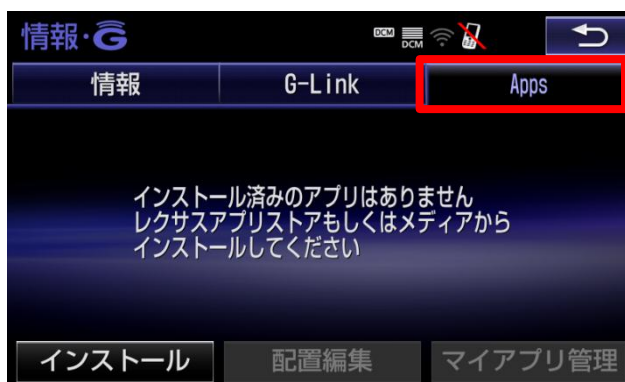 情報・G
DCM DCM
情報 G-Link Apps
インストール済みのアプリはありません
レクサスアプリストアもしくはメディアから
インストールしてください
インストール 配置編集 マイアプリ管理